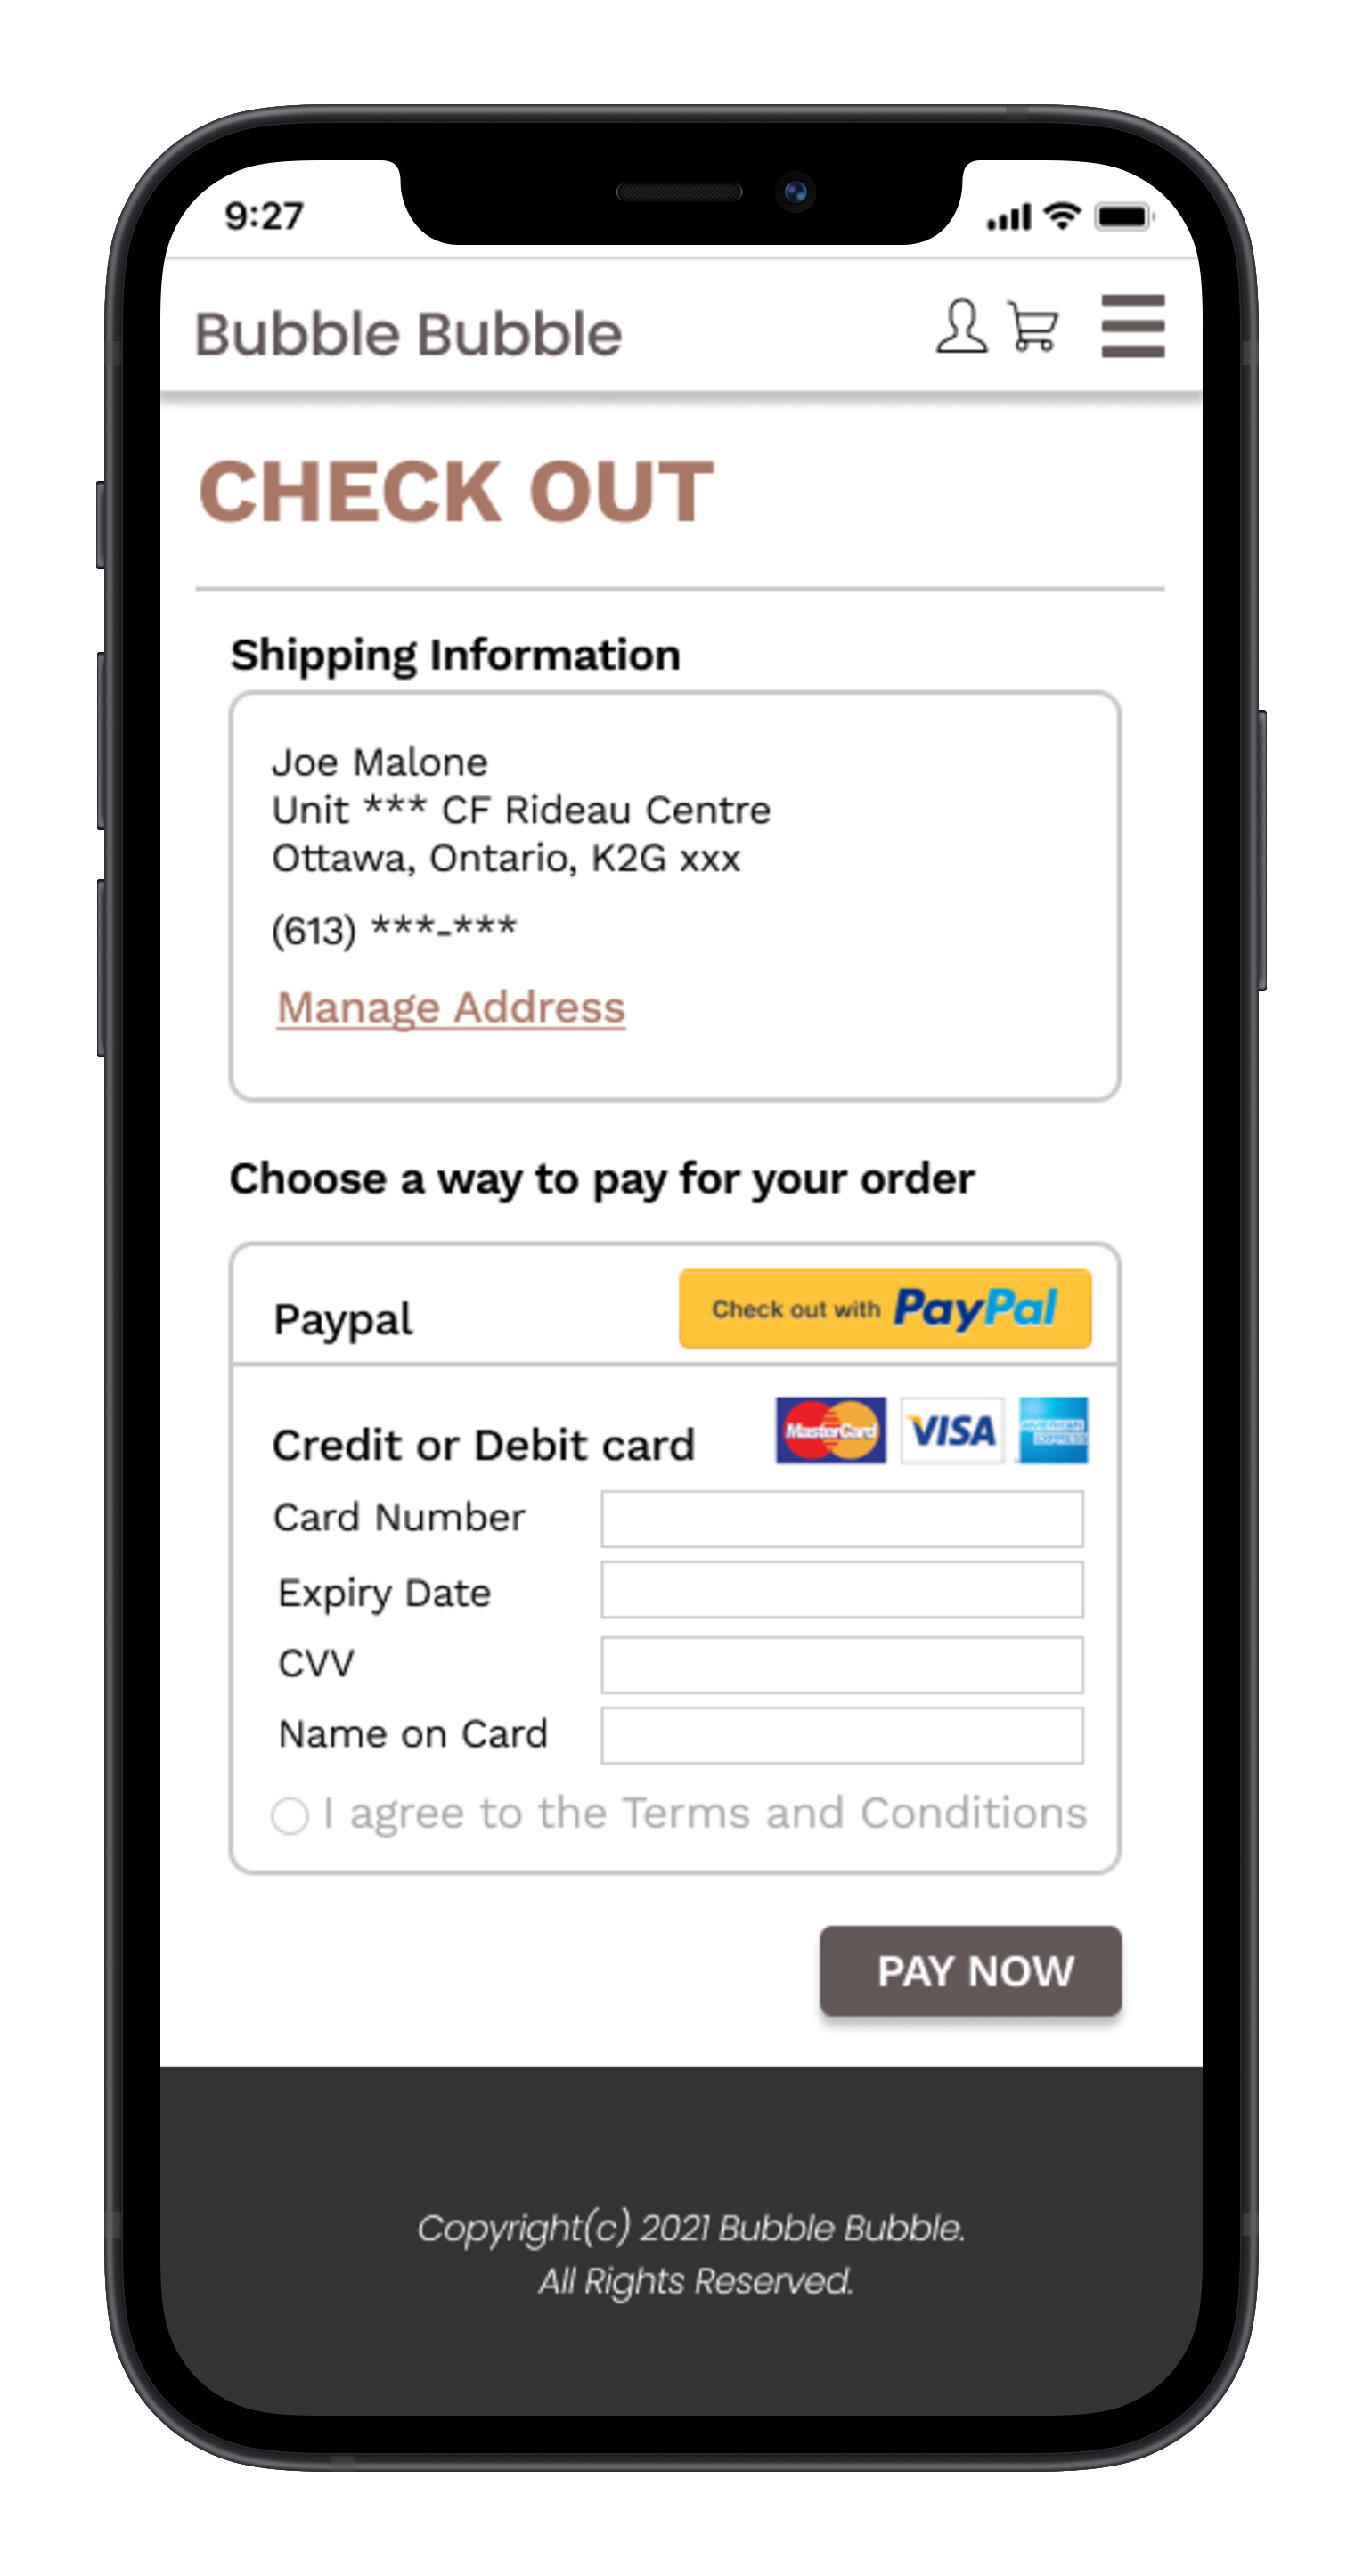 9:27
Bubble Bubble
CHECK OUT
Shipping Information
Joe Malone
Unit *** CF Rideau Centre
Ottawa, Ontario, K2G xxx
(613) ***-***
Manage Address
Choose a way to pay for your order
Paypal
Check out with PayPal
Credit or Debit card
MasterCard VISA AMERICAN EXPRESS
Card Number
Expiry Date
CVV
Name on Card
I agree to the Terms and Conditions
PAY NOW
Copyright(c) 2021 Bubble Bubble.
All Rights Reserved.